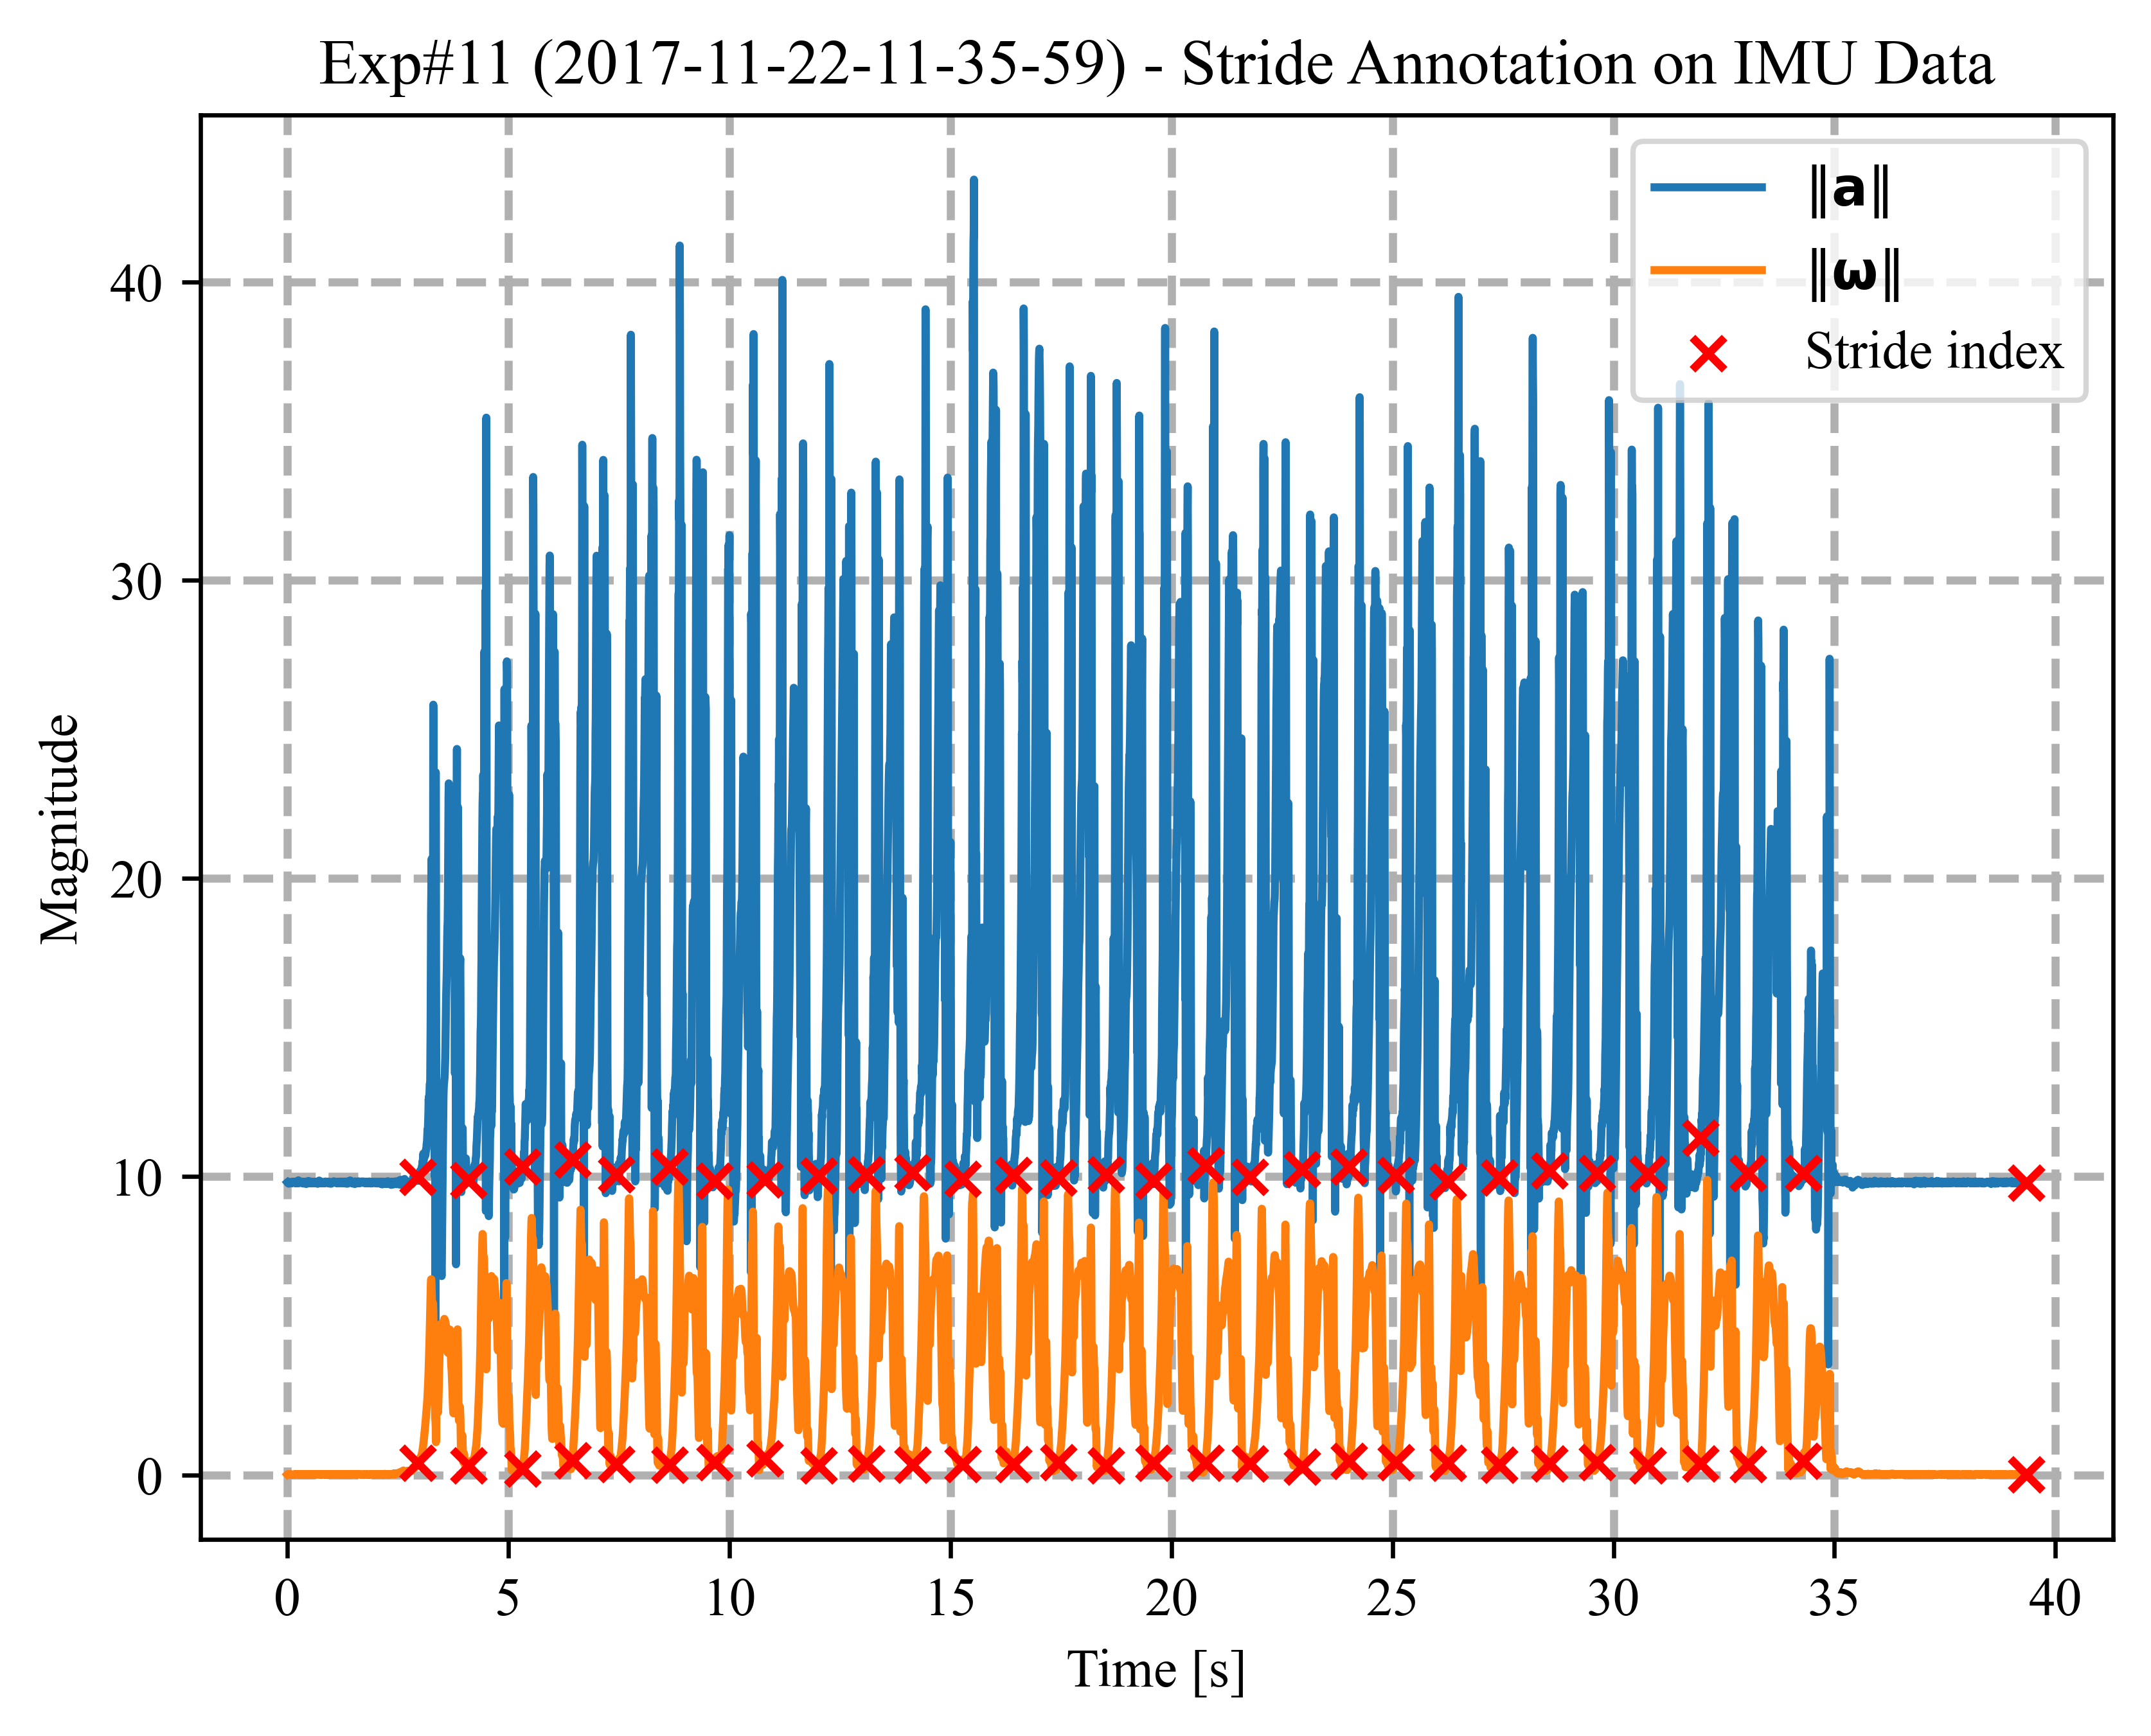 Exp#11 (2017-11-22-11-35-59) - Stride Annotation on IMU Data
‖a‖
‖ω‖
Stride index
Magnitude
40
30
20
10
0
0 5 10 15 20 25 30 35 40
Time [s]